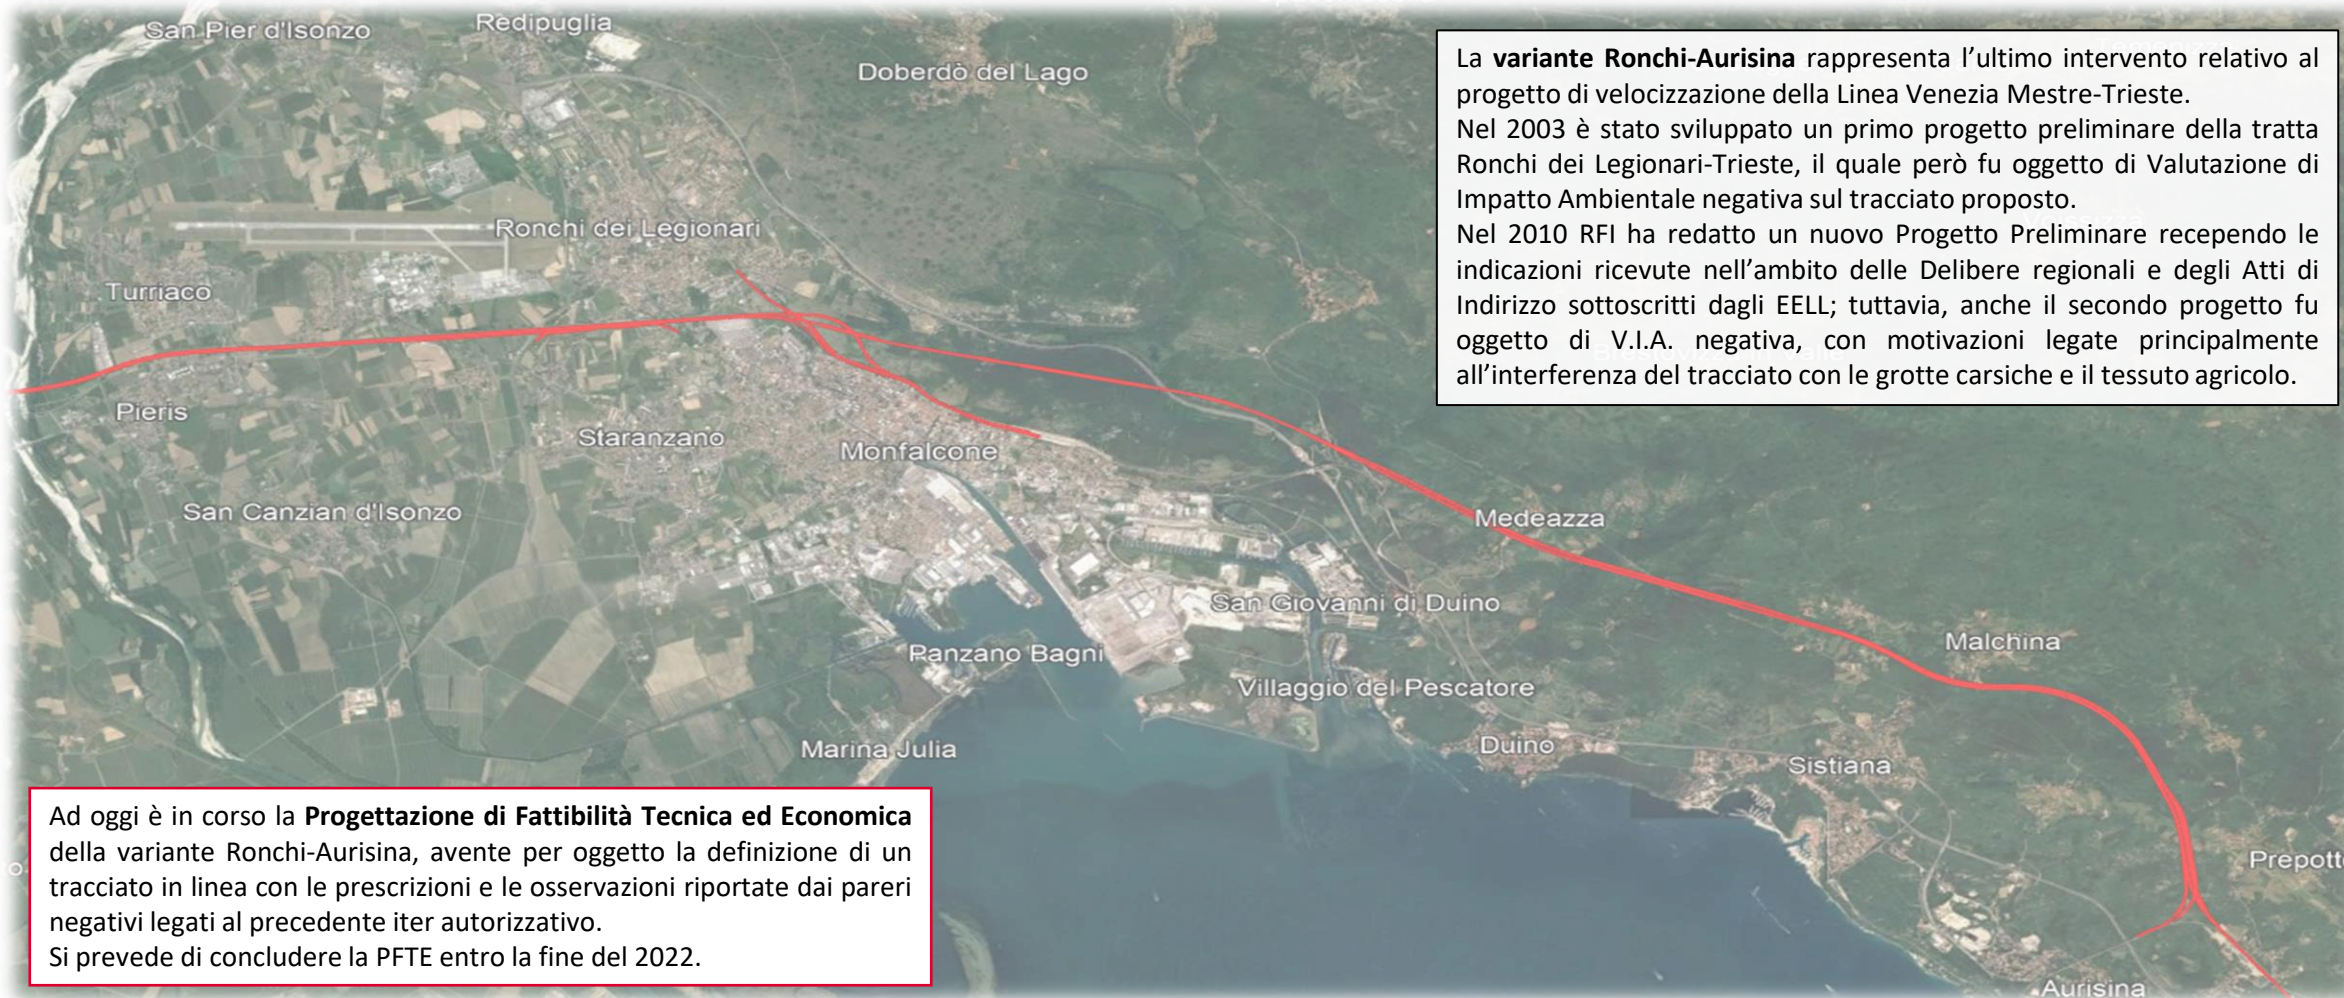 San Pier d'Isonzo
Redipuglia
Doberdò del Lago
La variante Ronchi-Aurisina rappresenta l’ultimo intervento relativo al
progetto di velocizzazione della Linea Venezia Mestre-Trieste.
Nel 2003 è stato sviluppato un primo progetto preliminare della tratta
Ronchi dei Legionari-Trieste, il quale però fu oggetto di Valutazione di
Impatto Ambientale negativa sul tracciato proposto.
Nel 2010 RFI ha redatto un nuovo Progetto Preliminare recependo le
indicazioni ricevute nell’ambito delle Delibere regionali e degli Atti di
Indirizzo sottoscritti dagli EELL; tuttavia, anche il secondo progetto fu
oggetto di V.I.A. negativa, con motivazioni legate principalmente
all’interferenza del tracciato con le grotte carsiche e il tessuto agricolo.
Ronchi dei Legionari
Turriaco
Pieris
Staranzano
Monfalcone
San Canzian d'Isonzo
Medeazza
San Giovanni di Duino
Malchina
Panzano Bagni
Villaggio del Pescatore
Marina Julia
Duino
Sistiana
Prepott
Aurisina
Ad oggi è in corso la Progettazione di Fattibilità Tecnica ed Economica
della variante Ronchi-Aurisina, avente per oggetto la definizione di un
tracciato in linea con le prescrizioni e le osservazioni riportate dai pareri
negativi legati al precedente iter autorizzativo.
Si prevede di concludere la PFTE entro la fine del 2022.